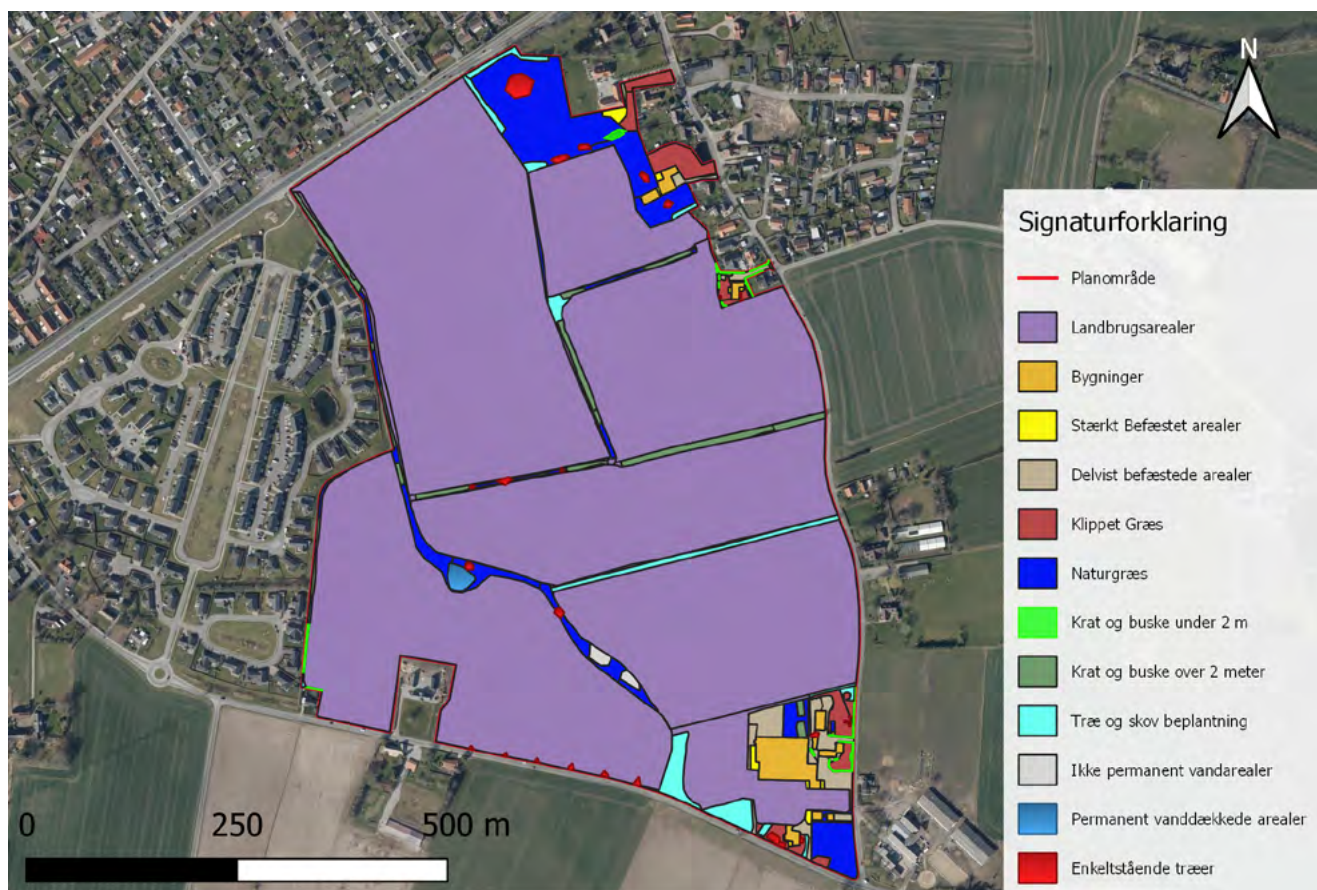 N
Signaturforklaring
Planområde
Landbrugsarealer
Bygninger
Stærkt Befæstet arealer
Delvist befæstede arealer
Klippet Græs
Naturgræs
Krat og buske under 2 m
Krat og buske over 2 meter
Træ og skov beplantning
Ikke permanent vandarealer
Permanent vanddækkede arealer
Enkeltstående træer
0 250 500 m